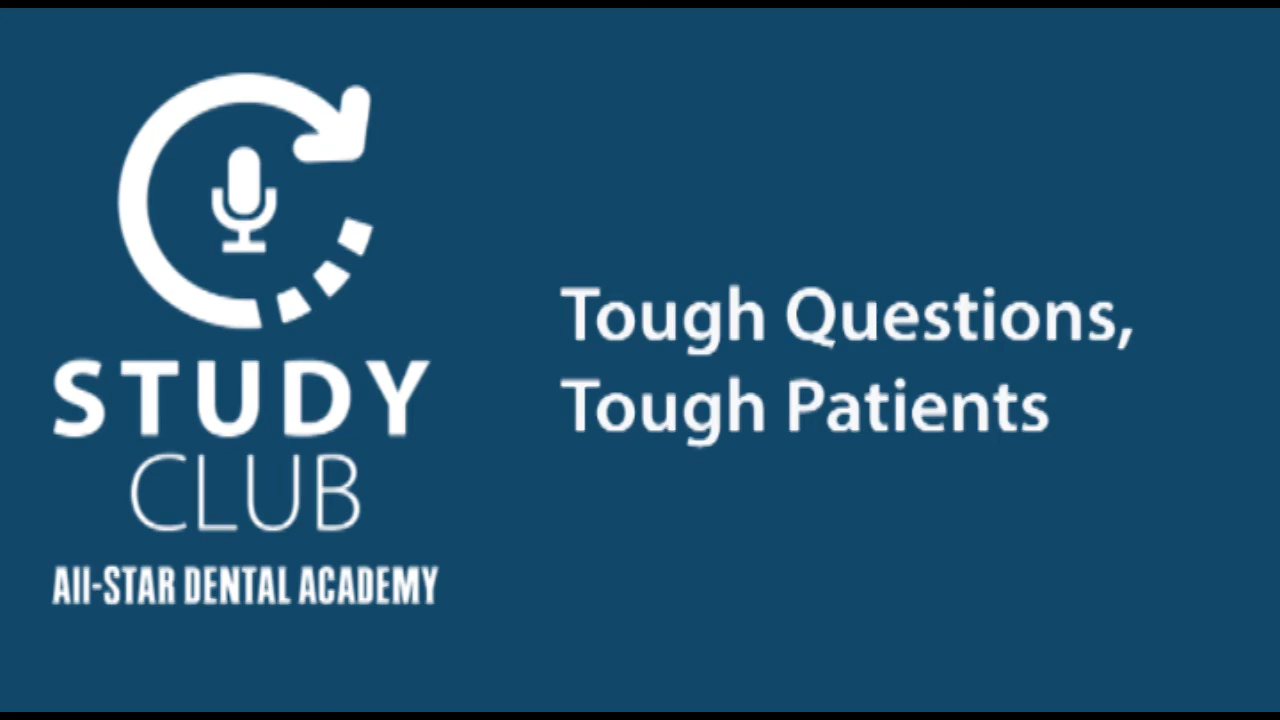 STUDY
CLUB
All-STAR DENTAL ACADEMY
Tough Questions,
Tough Patients